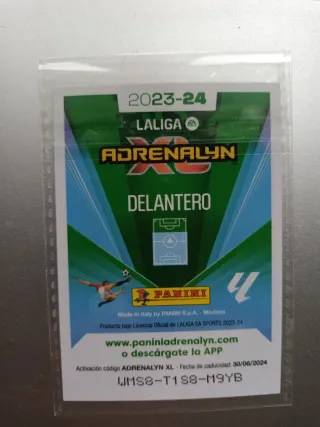 2023-24
LALIGA EA
ADRENALYN
XL
DELANTERO
PANINI
Made in Italy by PANINI S.p.A. - Modena
Producto bajo Licencia Oficial de LALIGA EA SPORTS 2023-24
www.paniniadrenalyn.com
o descárgate la APP
Activación código ADRENALYN XL - Fecha de caducidad: 30/06/2024
WMS8-T1S8-M9YB